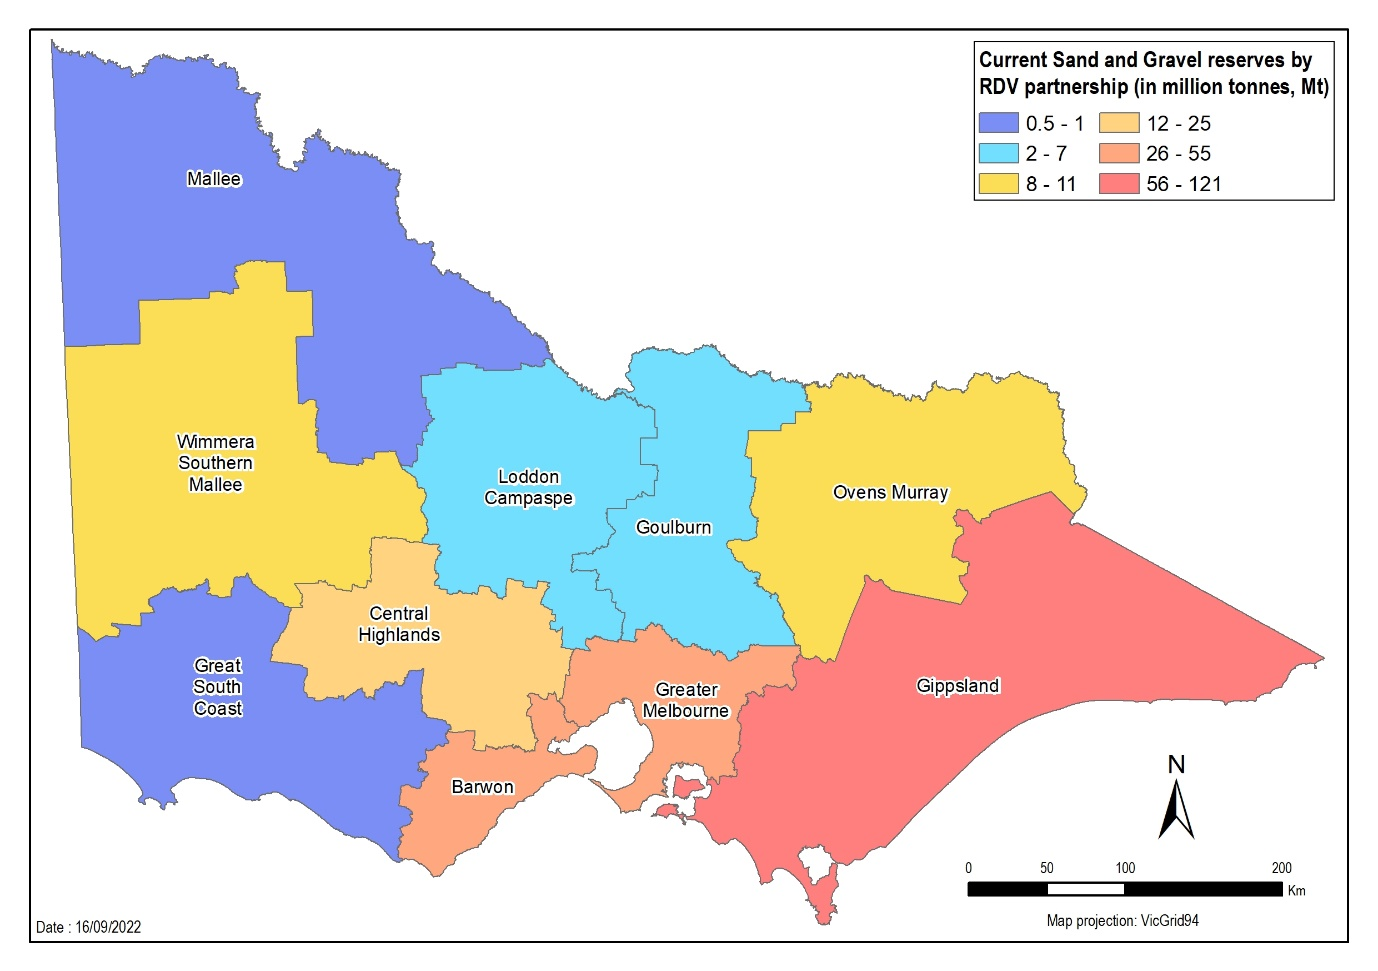 Current Sand and Gravel reserves by
RDV partnership (in million tonnes, Mt)
0.5 - 1
12 - 25
2 - 7
26 - 55
8 - 11
56 - 121
Mallee
Wimmera
Southern
Mallee
Loddon
Campaspe
Goulburn
Ovens Murray
Central
Highlands
Great
South
Coast
Greater
Melbourne
Gippsland
Barwon
N
0 50 100 200
Km
Map projection: VicGrid94
Date : 16/09/2022